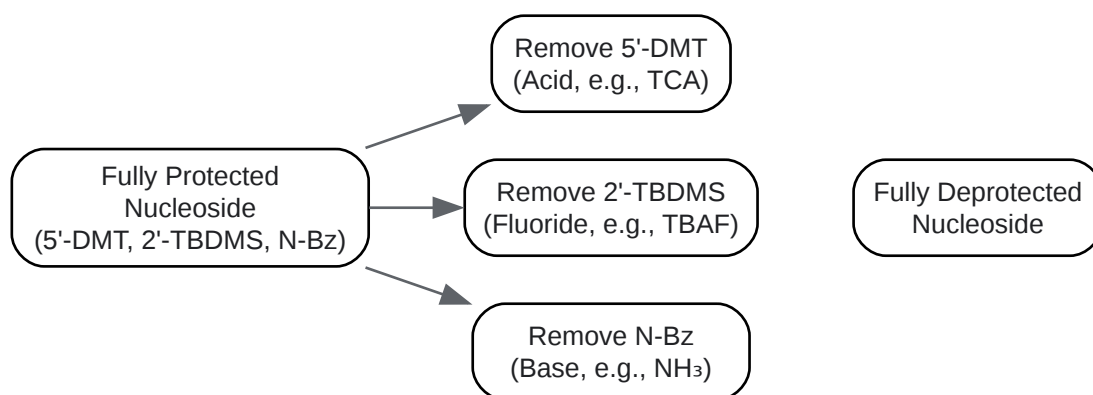 Remove 5'-DMT
(Acid, e.g., TCA)
Fully Protected
Nucleoside
(5'-DMT, 2'-TBDMS, N-Bz)
Remove 2'-TBDMS
(Fluoride, e.g., TBAF)
Fully Deprotected
Nucleoside
Remove N-Bz
(Base, e.g., NH₃)